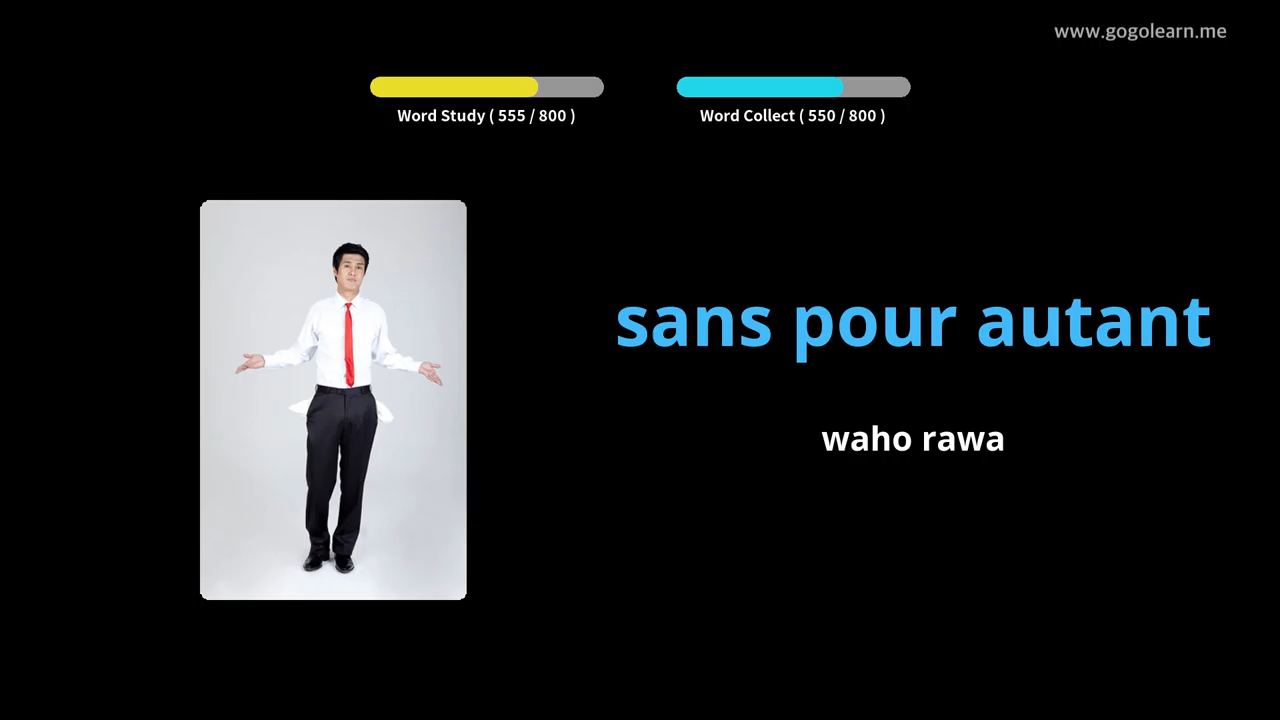 www.gogolearn.me
Word Study ( 555 / 800 )
Word Collect ( 550 / 800 )
sans pour autant
waho rawa